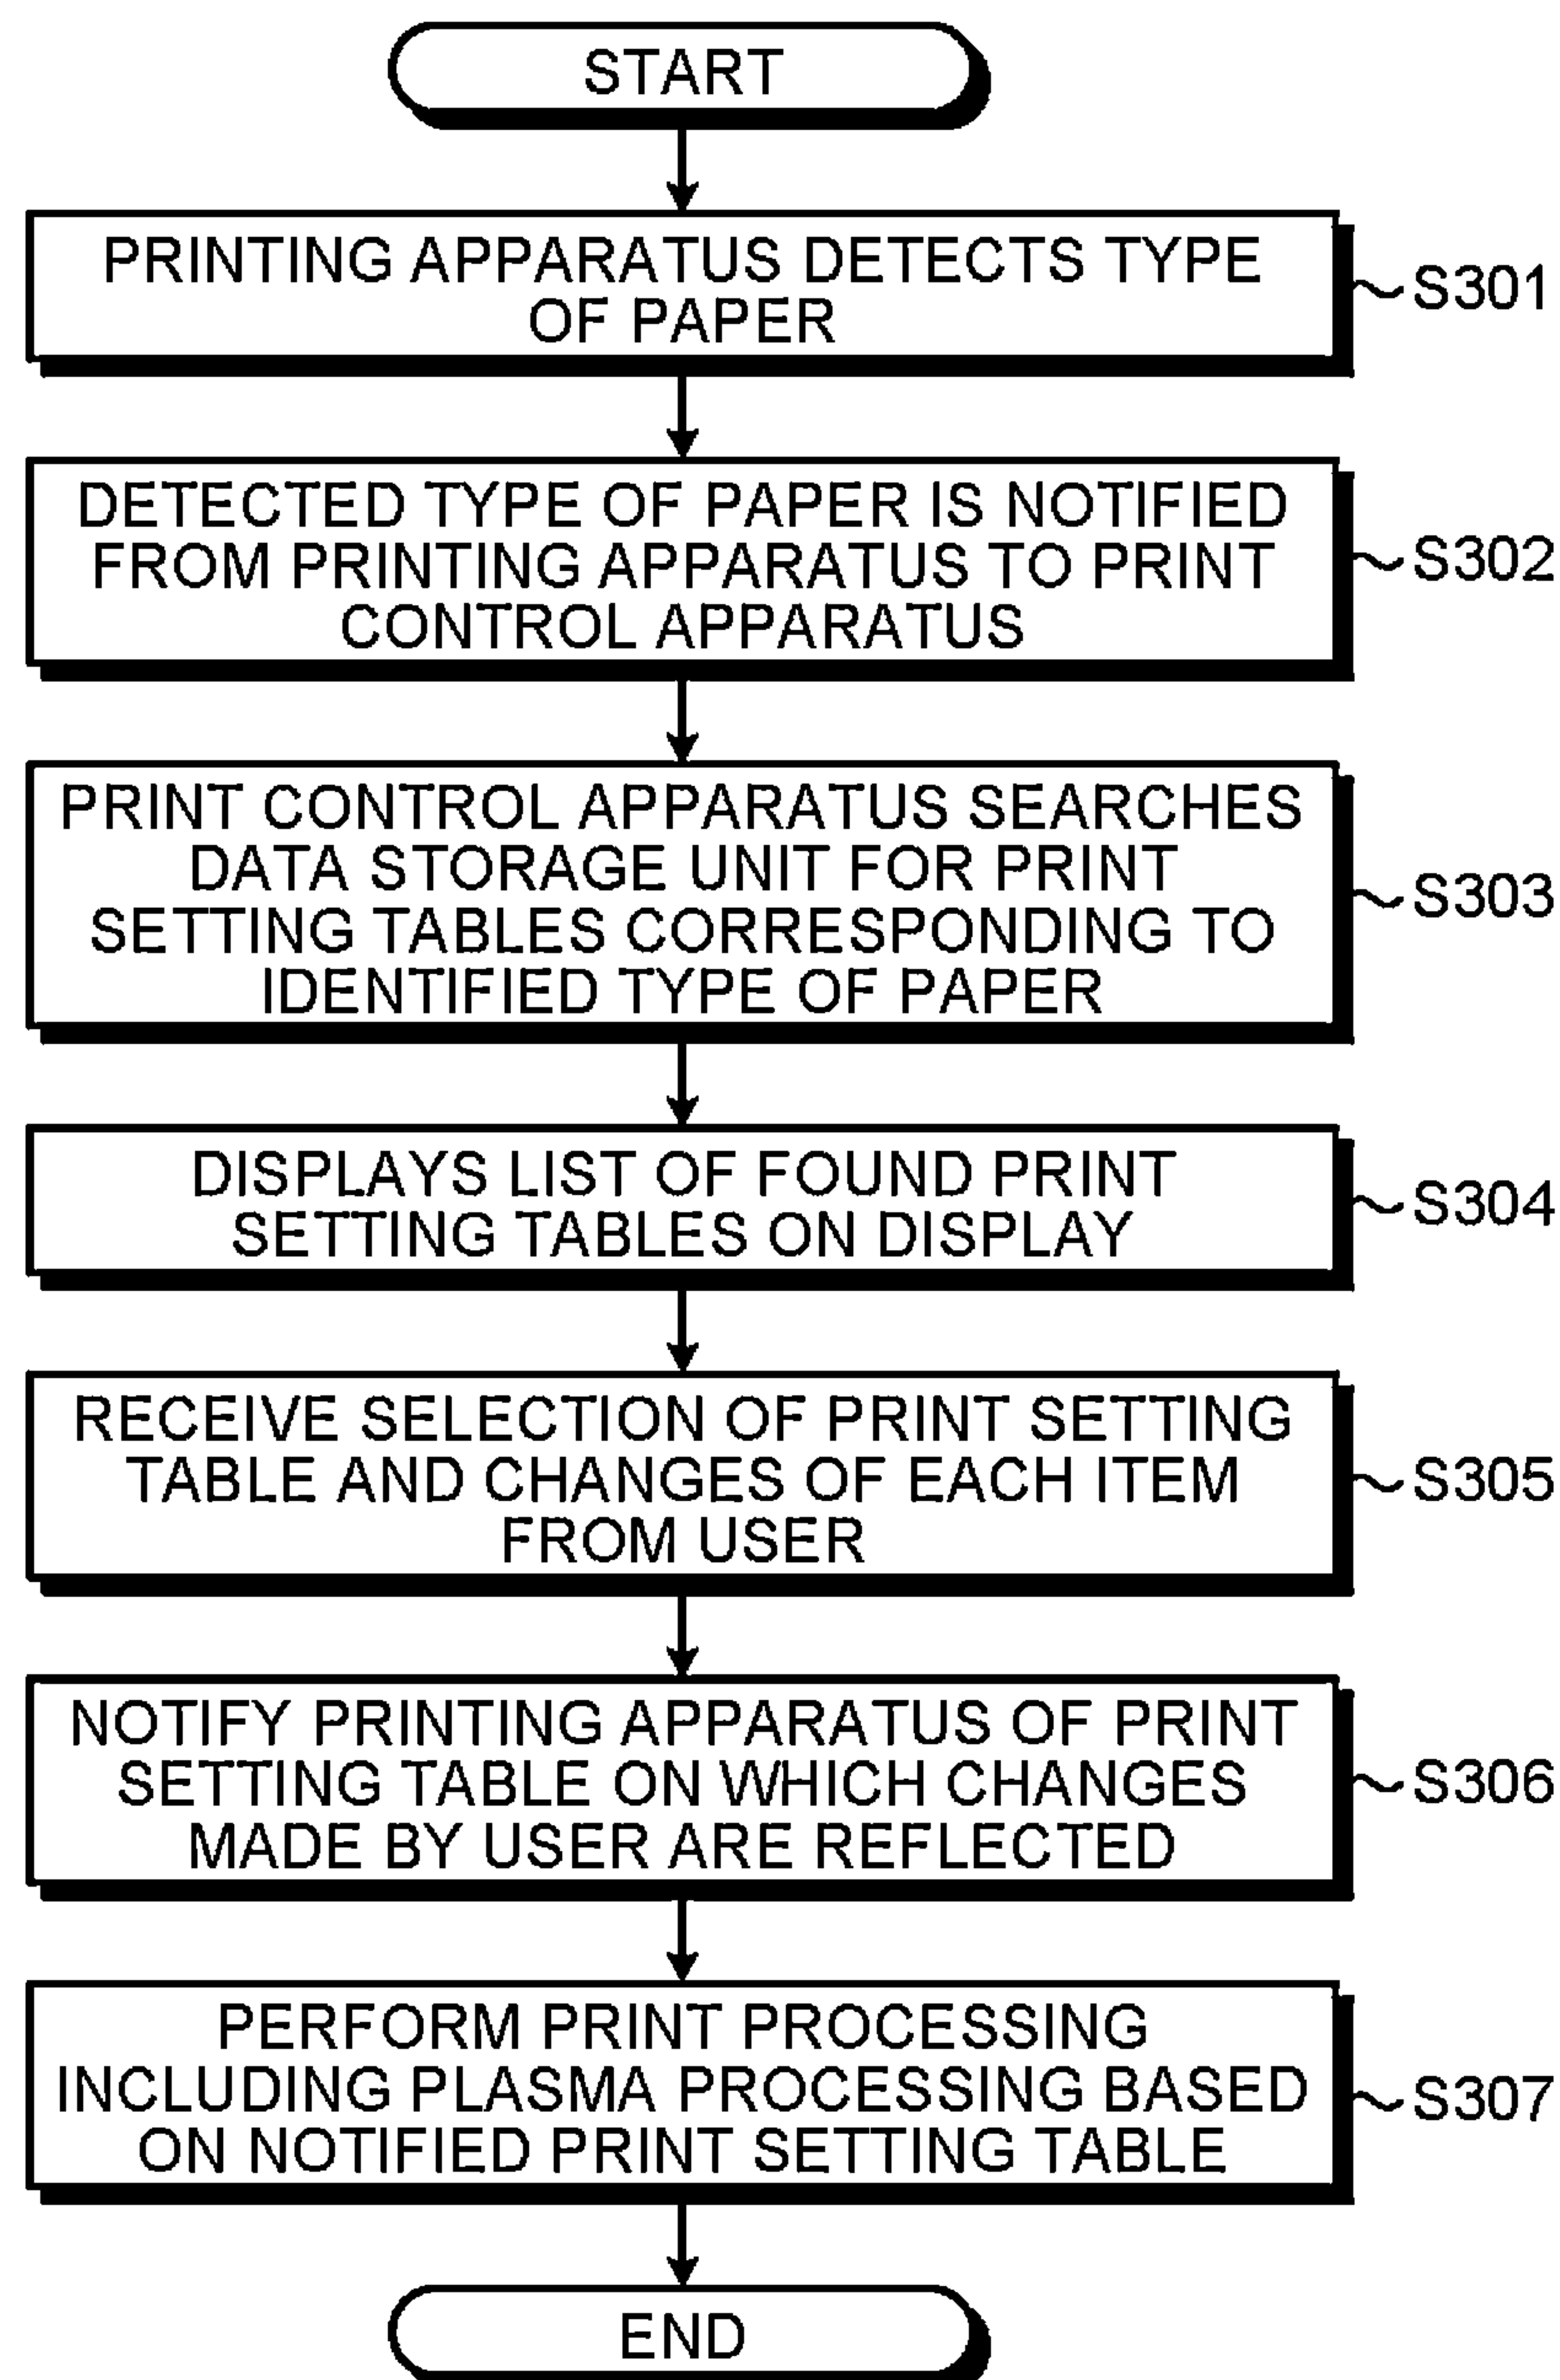 START
PRINTING APPARATUS DETECTS TYPE
OF PAPER
S301
DETECTED TYPE OF PAPER IS NOTIFIED
FROM PRINTING APPARATUS TO PRINT
CONTROL APPARATUS
S302
PRINT CONTROL APPARATUS SEARCHES
DATA STORAGE UNIT FOR PRINT
SETTING TABLES CORRESPONDING TO
IDENTIFIED TYPE OF PAPER
S303
DISPLAYS LIST OF FOUND PRINT
SETTING TABLES ON DISPLAY
S304
RECEIVE SELECTION OF PRINT SETTING
TABLE AND CHANGES OF EACH ITEM
FROM USER
S305
NOTIFY PRINTING APPARATUS OF PRINT
SETTING TABLE ON WHICH CHANGES
MADE BY USER ARE REFLECTED
S306
PERFORM PRINT PROCESSING
INCLUDING PLASMA PROCESSING BASED
ON NOTIFIED PRINT SETTING TABLE
S307
END